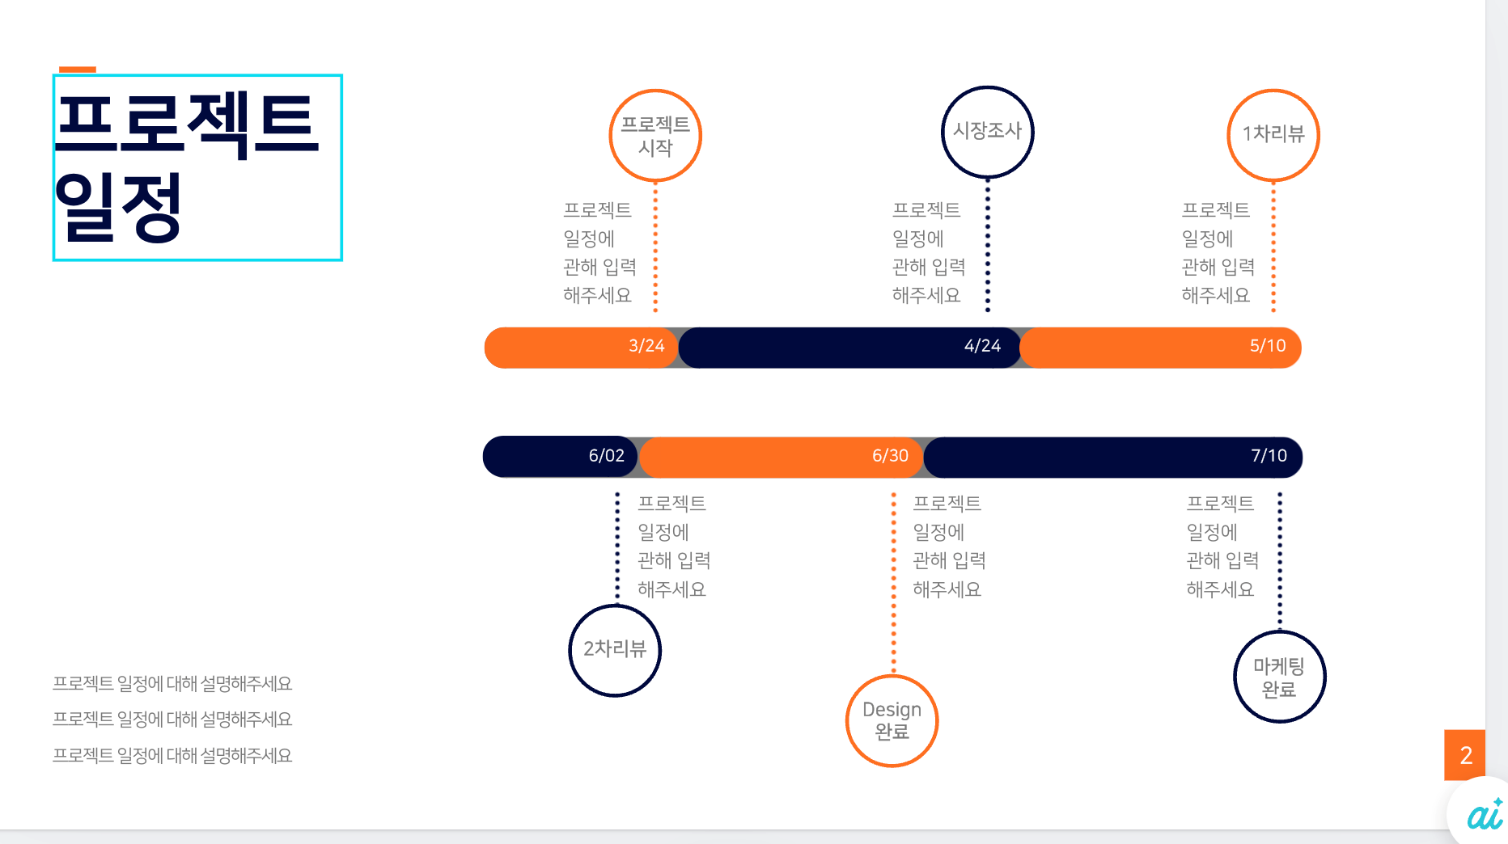 프로젝트
일정
프로젝트
시작
시장조사
1차리뷰
프로젝트
일정에
관해 입력
해주세요
프로젝트
일정에
관해 입력
해주세요
프로젝트
일정에
관해 입력
해주세요
3/24
4/24
5/10
6/02
6/30
7/10
프로젝트
일정에
관해 입력
해주세요
프로젝트
일정에
관해 입력
해주세요
프로젝트
일정에
관해 입력
해주세요
2차리뷰
Design
완료
마케팅
완료
프로젝트 일정에 대해 설명해주세요
프로젝트 일정에 대해 설명해주세요
프로젝트 일정에 대해 설명해주세요
2
ai